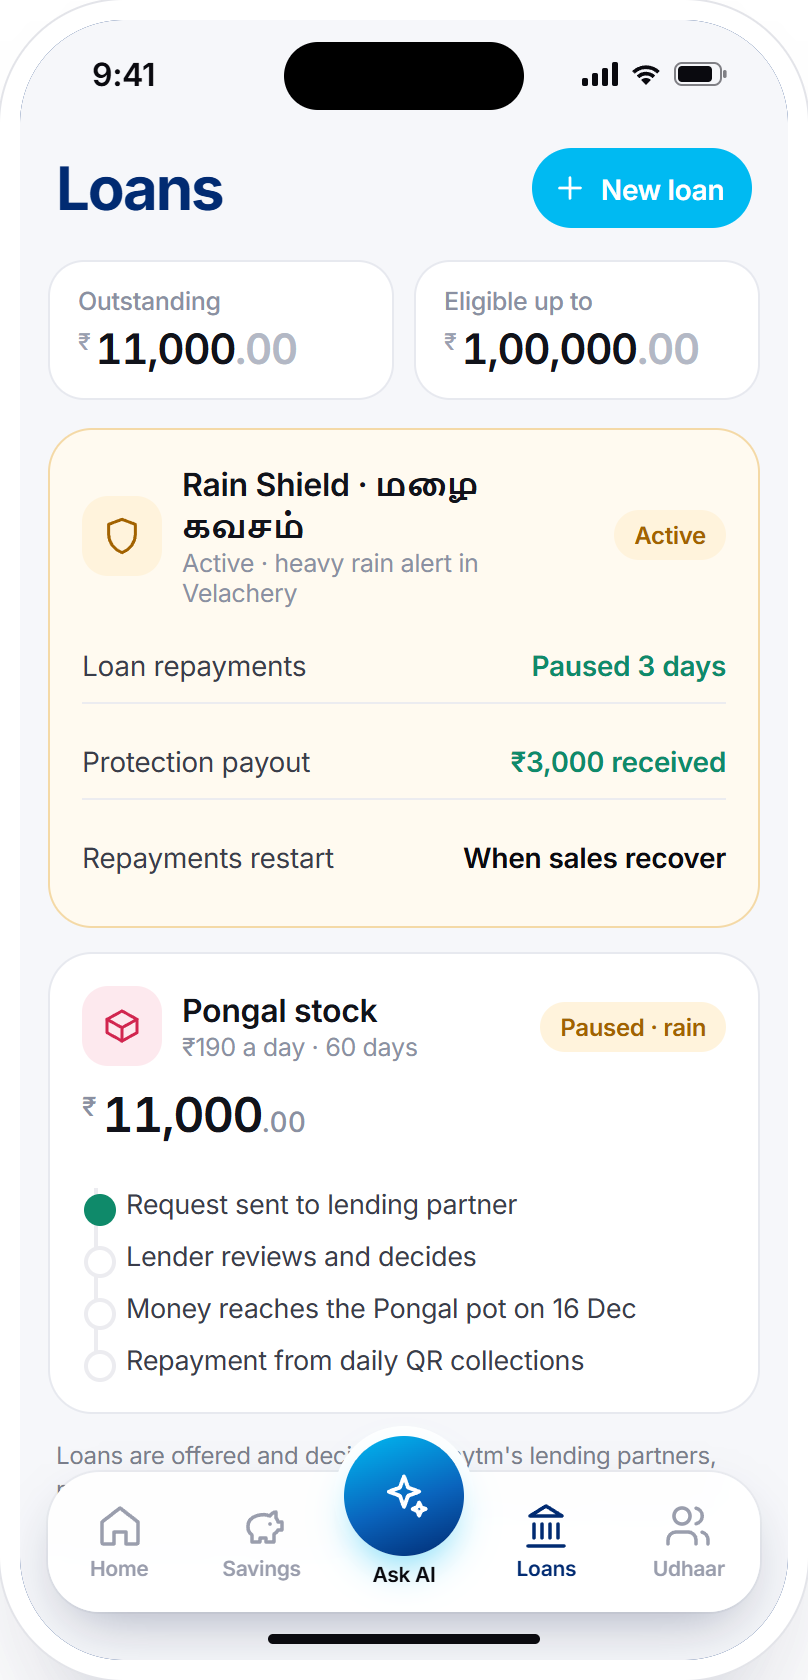 9:41
Loans
+ New loan
Outstanding
₹ 11,000.00
Eligible up to
₹ 1,00,000.00
Rain Shield · மழை
கவசம்
Active · heavy rain alert in
Velachery
Active
Loan repayments
Paused 3 days
Protection payout
₹3,000 received
Repayments restart
When sales recover
Pongal stock
₹190 a day · 60 days
Paused · rain
₹ 11,000.00
Request sent to lending partner
Lender reviews and decides
Money reaches the Pongal pot on 16 Dec
Repayment from daily QR collections
Loans are offered and ytm's lending partners,
Home
Savings
Ask AI
Loans
Udhaar